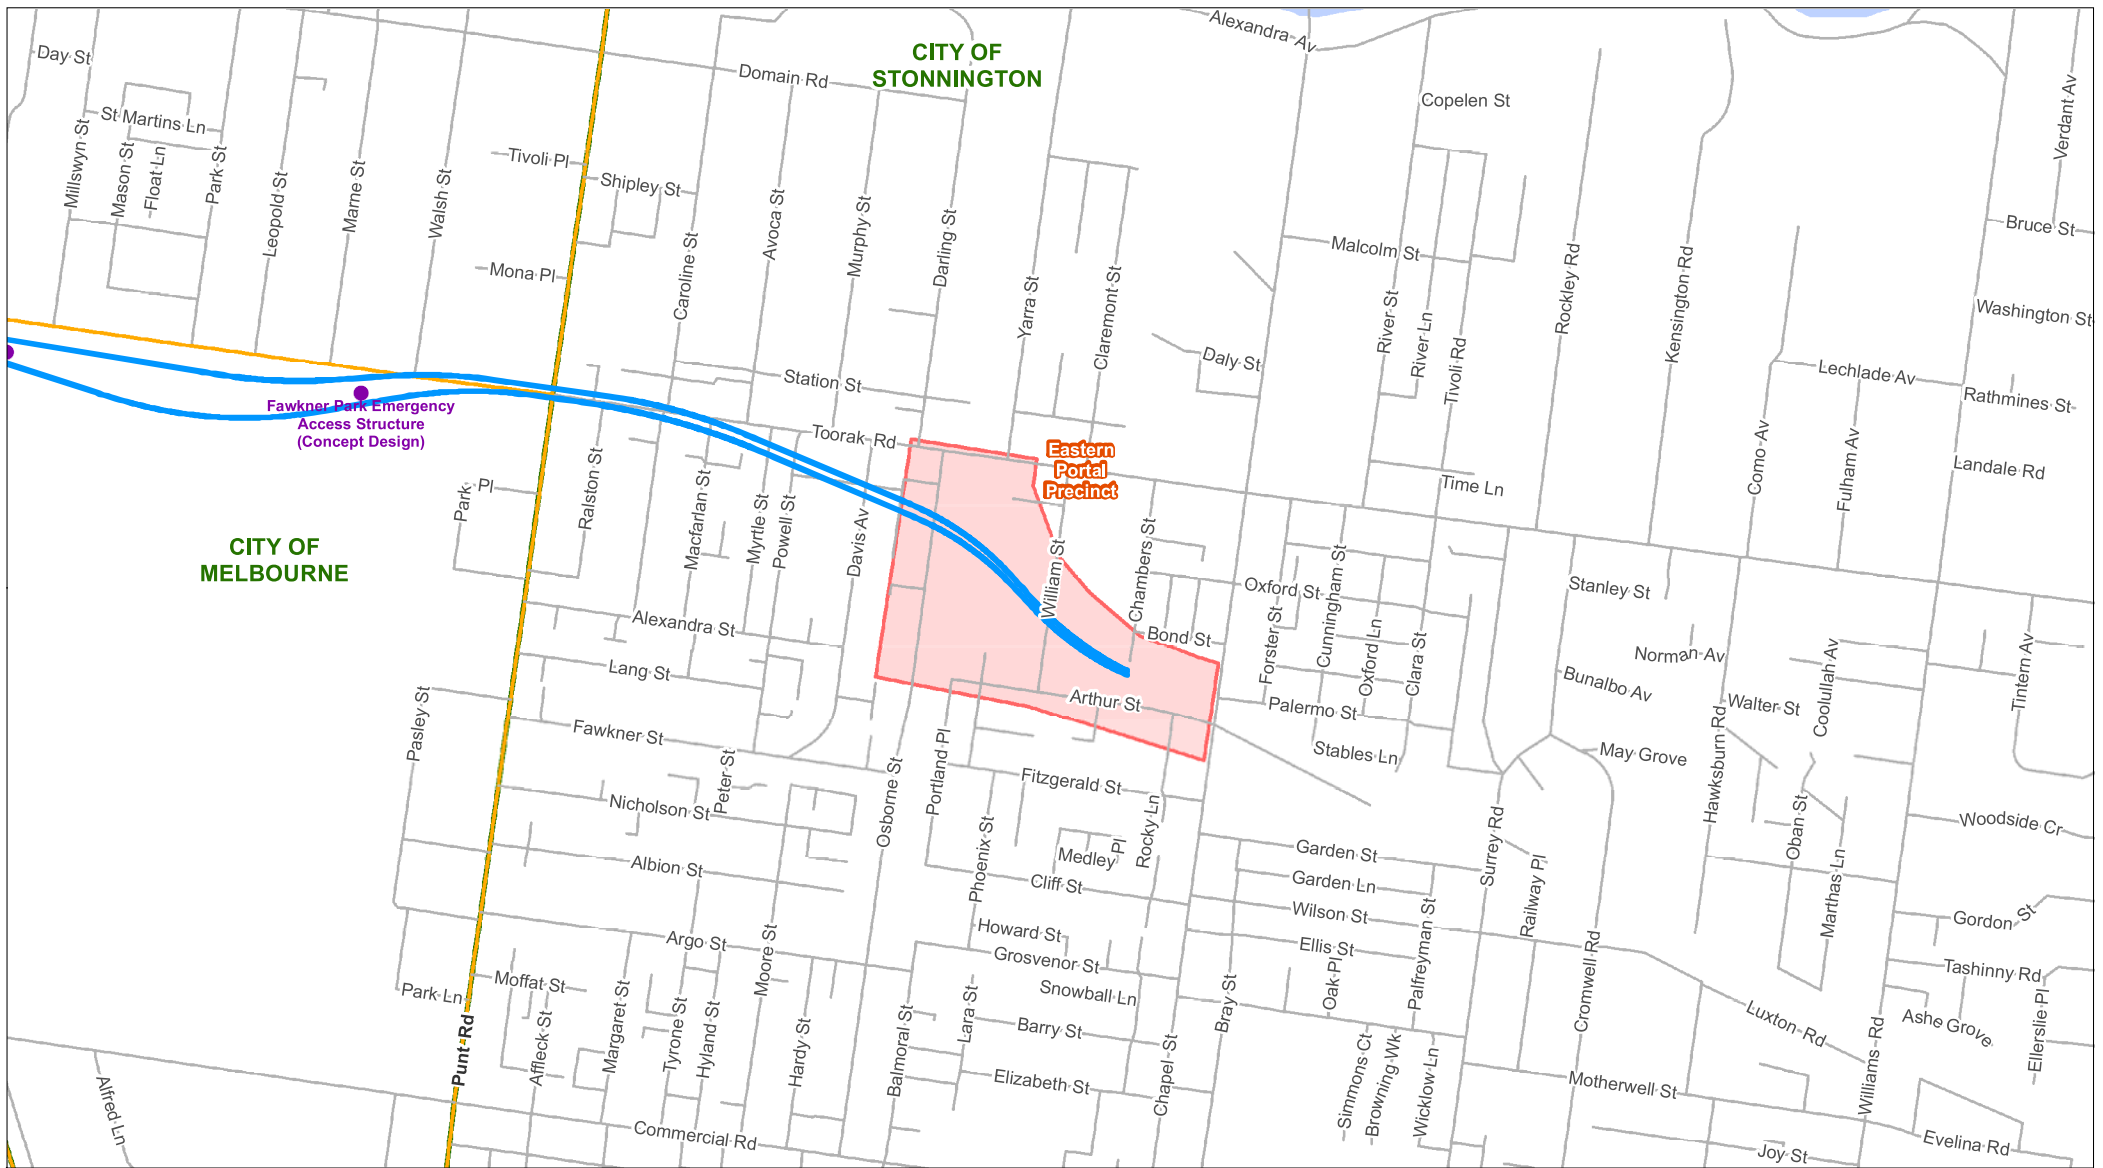 Alexandra Av
CITY OF
STONNINGTON
Day St
Domain Rd
Copelen St
Verdant Av
St Martins Ln
Millswyn St
Mason St
Float Ln
Park St
Leopold St
Marne St
Walsh St
Tivoli Pl
Shipley St
Caroline St
Avoca St
Murphy St
Darling St
Yarra St
Claremont St
Malcolm St
River St
River Ln
Tivoli Rd
Rockley Rd
Kensington Rd
Bruce St
Mona Pl
Washington St
Daly St
Station St
Lechlade Av
Rathmines St
Fawkner Park Emergency
Access Structure
(Concept Design)
Toorak Rd
Eastern
Portal
Precinct
Como Av
Fulham Av
Landale Rd
Time Ln
Park Pl
Ralston St
Macfarlan St
Myrtle St
Powell St
Davis Av
William St
Chambers St
CITY OF
MELBOURNE
Oxford St
Forster St
Cunningham St
Oxford Ln
Clara St
Stanley St
Alexandra St
Bond St
Norman Av
Coolullah Av
Tintern Av
Lang St
Bunalbo Av
Arthur St
Palermo St
Hawksburn Rd
Walter St
Pasley St
Fawkner St
Peter St
Stables Ln
May Grove
Osborne St
Portland Pl
Fitzgerald St
Nicholson St
Phoenix St
Rocky Ln
Surrey Rd
Oban St
Woodside Cr
Albion St
Medley Pl
Cliff St
Garden St
Garden Ln
Railway Pl
Marthas Ln
Wilson St
Palfreyman St
Gordon St
Argo St
Moore St
Howard St
Grosvenor St
Ellis St
Oak Pl
Cromwell Rd
Tashinny Rd
Moffat St
Park Ln
Snowball Ln
Bray St
Luxton Rd
Ashe Grove
Ellerslie Pl
Punt Rd
Affleck St
Margaret St
Tyrone St
Hyland St
Hardy St
Balmoral St
Lara St
Barry St
Elizabeth St
Chapel St
Simmons Ct
Browning Wk
Wicklow Ln
Motherwell St
Williams Rd
Alfred Ln
Commercial Rd
Joy St
Evelina Rd